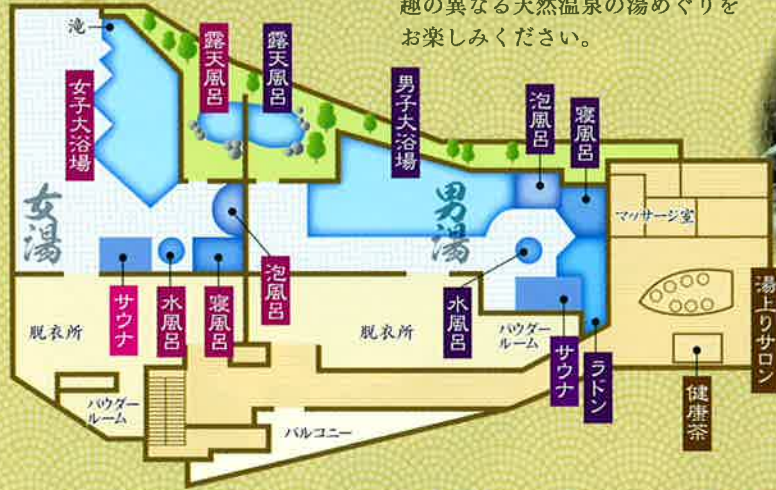 趣の異なる天然温泉の湯めぐりを
お楽しみください。
滝
女子大浴場
露天風呂
露天風呂
男子大浴場
泡風呂
寝風呂
女湯
男湯
マッサージ室
サウナ
水風呂
寝風呂
泡風呂
水風呂
サウナ
ラドン
湯上りサロン
健康茶
脱衣所
脱衣所
パウダー
ルーム
パウダー
ルーム
バルコニー